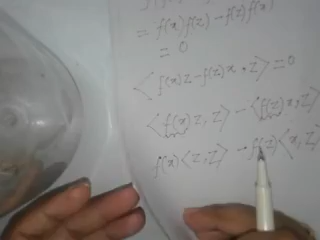 = f(x)f(z) - f(z)f(x)
= 0
⟨f(x)z - f(z)x, z⟩ = 0
⟨f(x)z, z⟩ - ⟨f(z)x, z⟩
f(x)⟨z, z⟩ - f(z)⟨x, z⟩